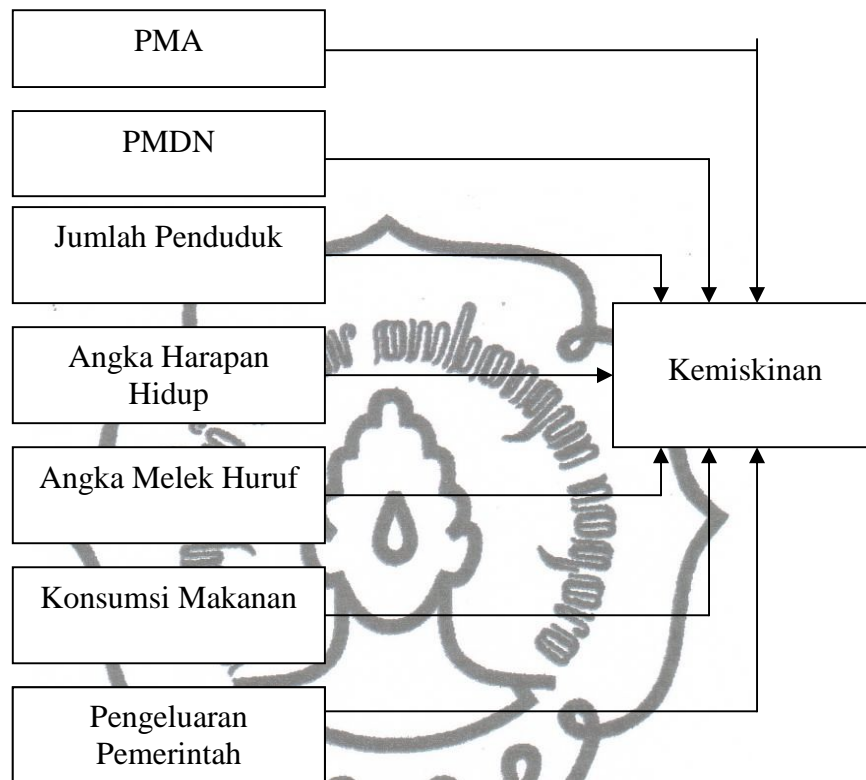 PMA
PMDN
Jumlah Penduduk
Angka Harapan
Hidup
Kemiskinan
Angka Melek Huruf
Konsumsi Makanan
Pengeluaran
Pemerintah